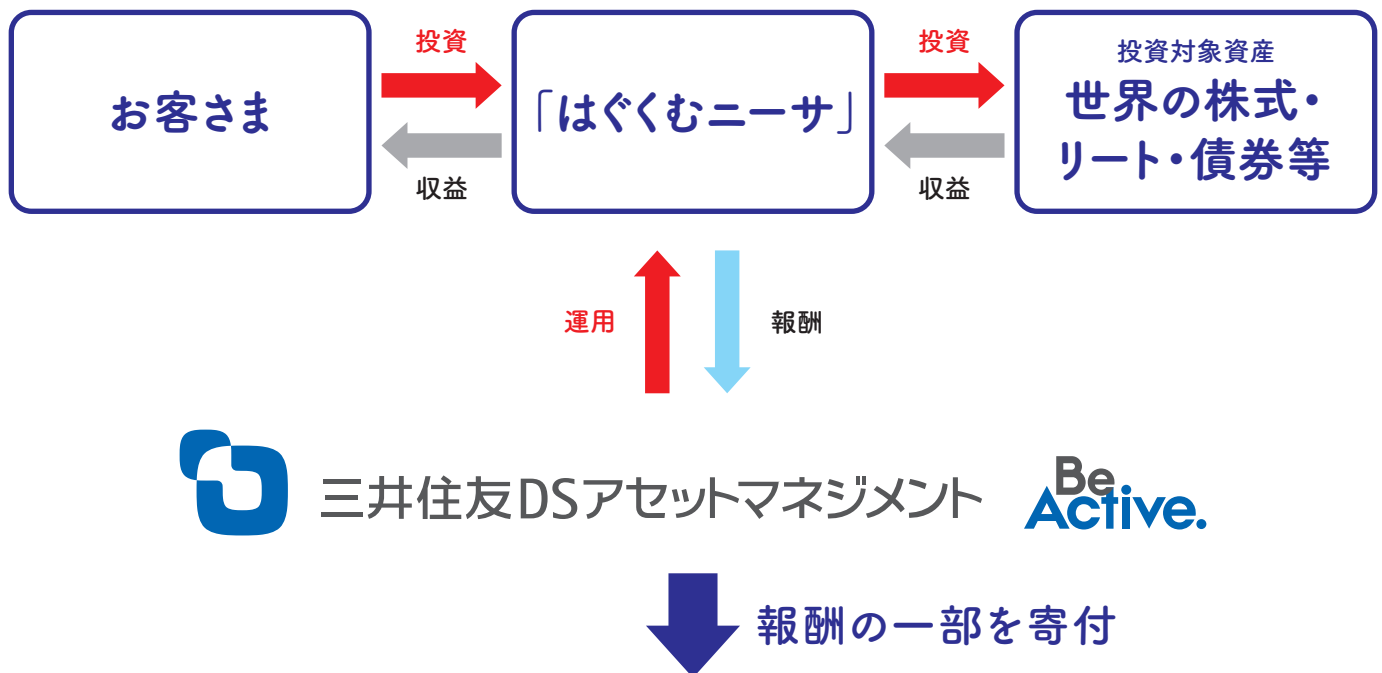 お客さま
投資
収益
「はぐくむニーサ」
投資
収益
投資対象資産
世界の株式・
リート・債券等
運用
報酬
三井住友DSアセットマネジメント
Be
Active.
報酬の一部を寄付